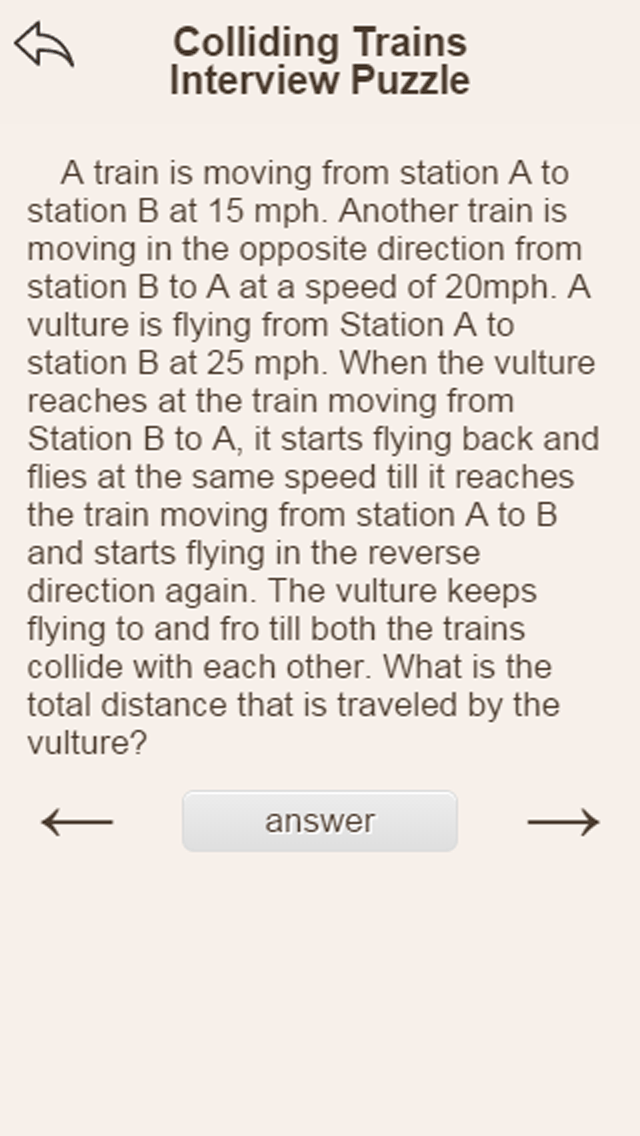 Colliding Trains
Interview Puzzle
A train is moving from station A to
station B at 15 mph. Another train is
moving in the opposite direction from
station B to A at a speed of 20mph. A
vulture is flying from Station A to
station B at 25 mph. When the vulture
reaches at the train moving from
Station B to A, it starts flying back and
flies at the same speed till it reaches
the train moving from station A to B
and starts flying in the reverse
direction again. The vulture keeps
flying to and fro till both the trains
collide with each other. What is the
total distance that is traveled by the
vulture?
answer